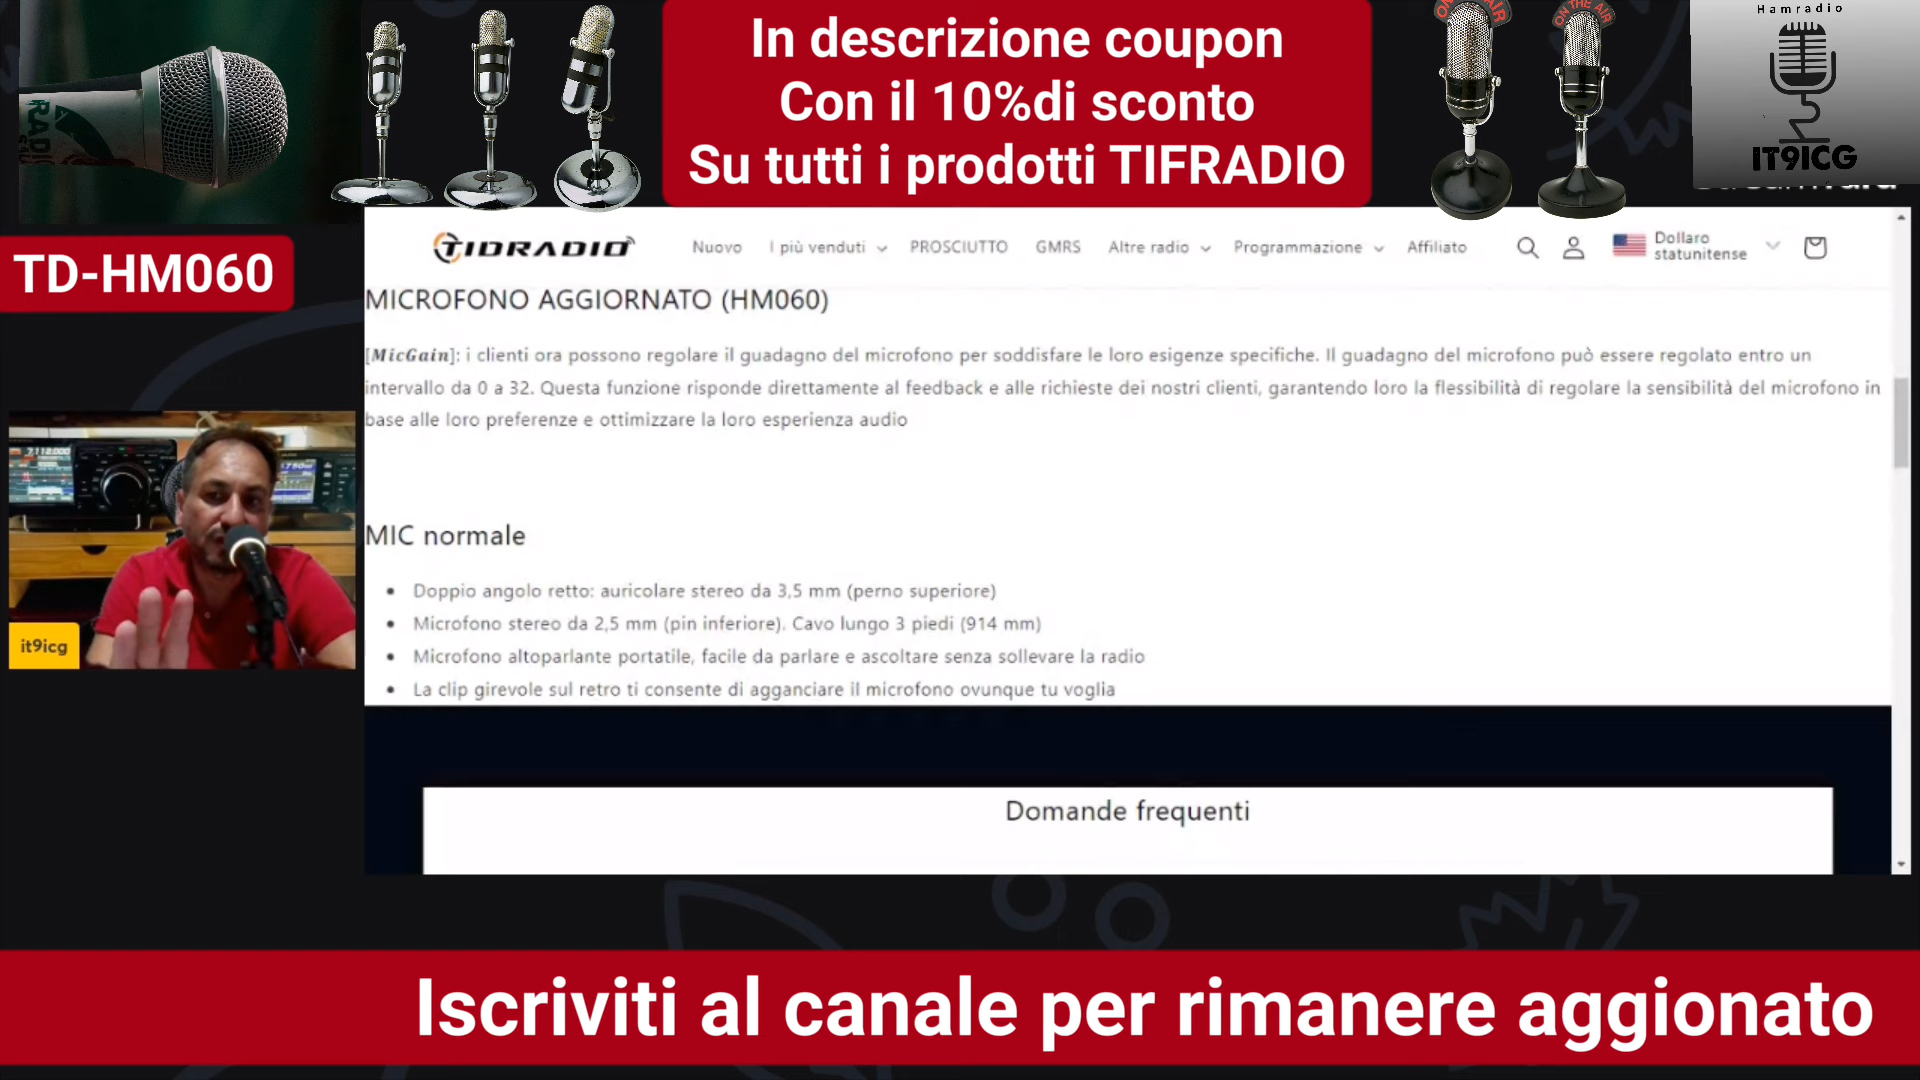 In descrizione coupon
Con il 10%di sconto
Su tutti i prodotti TIFRADIO
ON THE AIR
Hamradio
IT9ICG
TD-HM060
TIDRADIO
Nuovo
I più venduti
PROSCIUTTO
GMRS
Altre radio
Programmazione
Affiliato
Dollaro
statunitense
MICROFONO AGGIORNATO (HM060)
[MicGain]: i clienti ora possono regolare il guadagno del microfono per soddisfare le loro esigenze specifiche. Il guadagno del microfono può essere regolato entro un
intervallo da 0 a 32. Questa funzione risponde direttamente al feedback e alle richieste dei nostri clienti, garantendo loro la flessibilità di regolare la sensibilità del microfono in
base alle loro preferenze e ottimizzare la loro esperienza audio
MIC normale
Doppio angolo retto: auricolare stereo da 3,5 mm (perno superiore)
Microfono stereo da 2,5 mm (pin inferiore). Cavo lungo 3 piedi (914 mm)
Microfono altoparlante portatile, facile da parlare e ascoltare senza sollevare la radio
La clip girevole sul retro ti consente di agganciare il microfono ovunque tu voglia
it9icg
Domande frequenti
Iscriviti al canale per rimanere aggionato